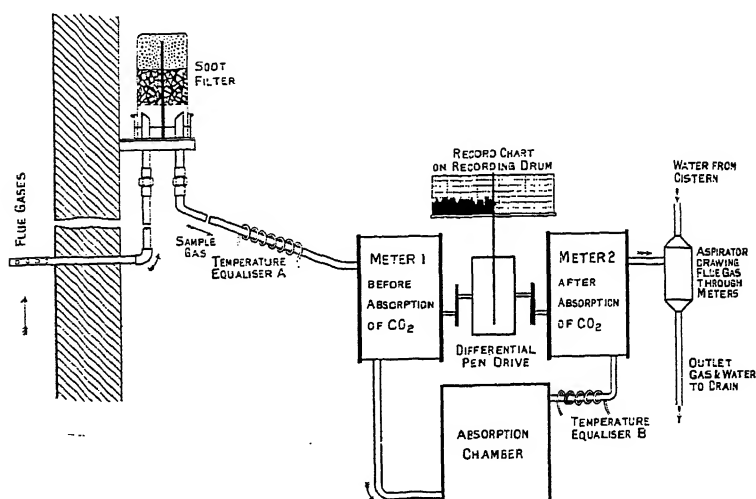 SOOT
FILTER
FLUE GASES
SAMPLE
GAS
TEMPERATURE
EQUALISER A
RECORD CHART
ON RECORDING DRUM
WATER FROM
CISTERN
METER 1
BEFORE
ABSORPTION
OF CO2
DIFFERENTIAL
PEN DRIVE
METER 2
AFTER
ABSORPTION
OF CO2
ASPIRATOR
DRAWING
FLUE GAS
THROUGH
METERS
OUTLET
GAS & WATER
TO DRAIN
TEMPERATURE
EQUALISER B
ABSORPTION
CHAMBER